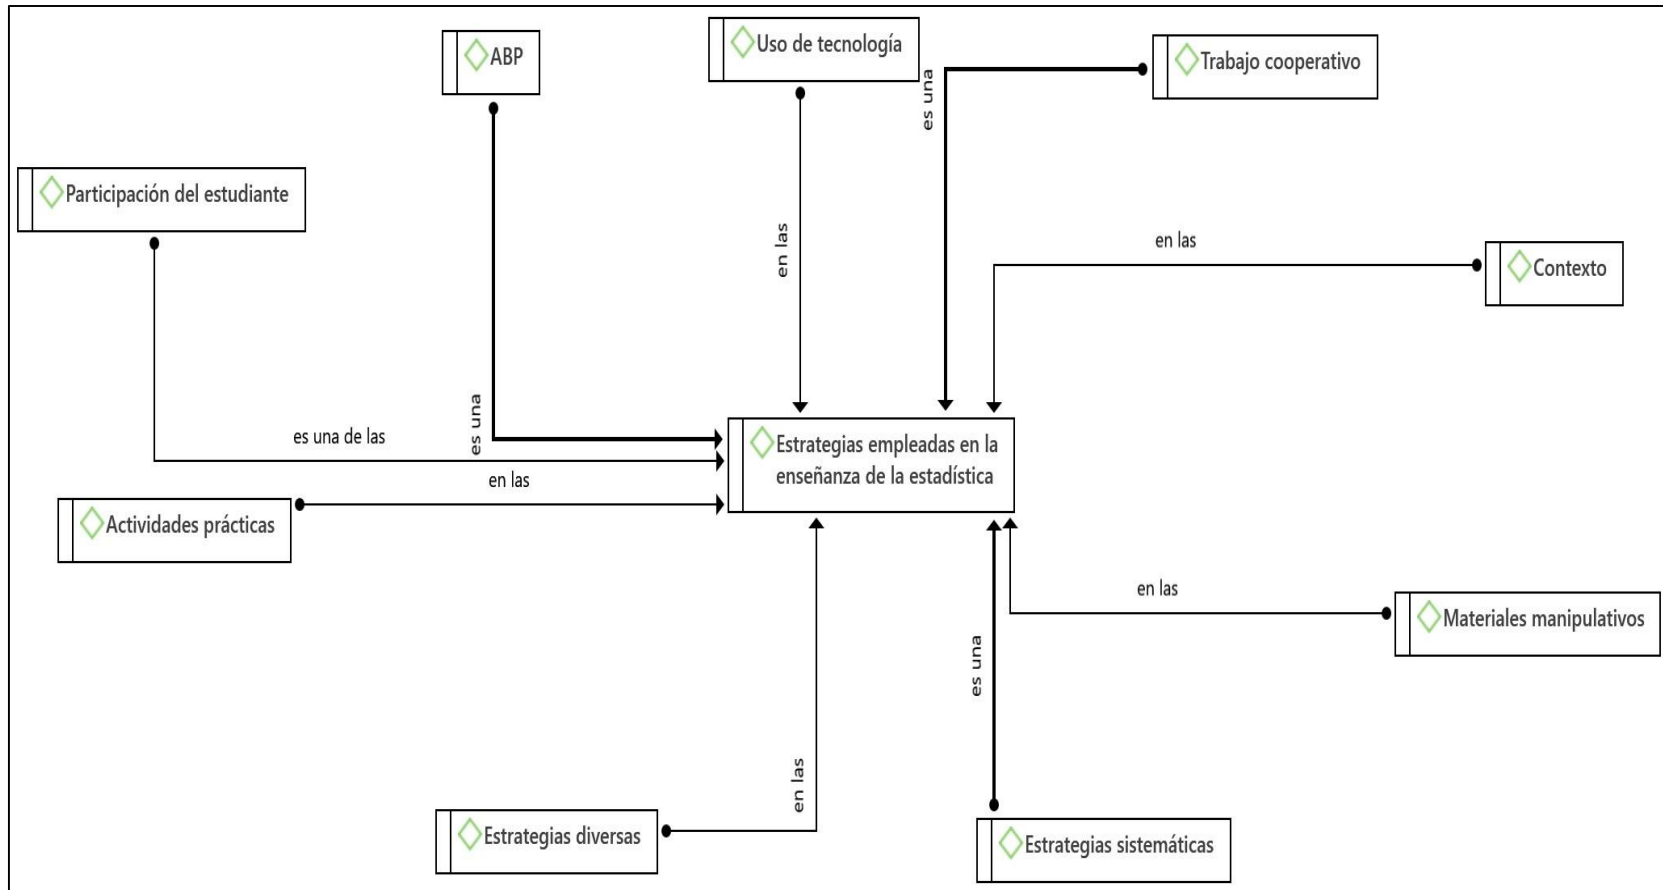 Uso de tecnología
ABP
Trabajo cooperativo
es una
Participación del estudiante
en las
en las
Contexto
es una
es una de las
Estrategias empleadas en la
enseñanza de la estadística
en las
Actividades prácticas
en las
Materiales manipulativos
es una
en las
Estrategias diversas
Estrategias sistemáticas